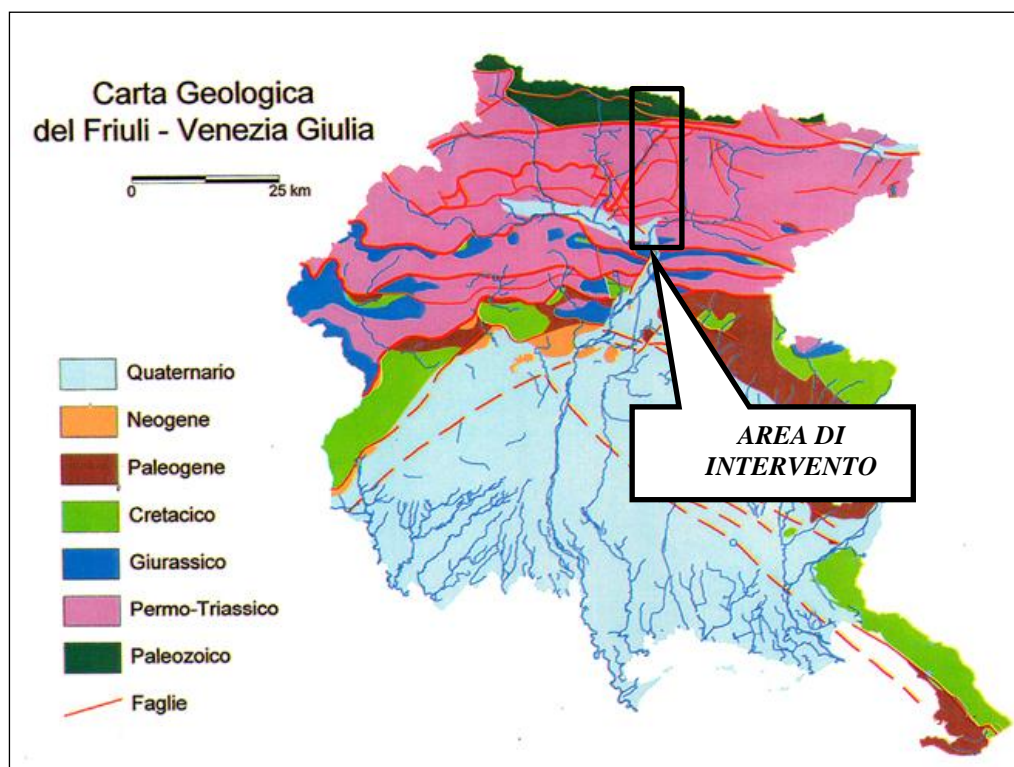 Carta Geologica
del Friuli - Venezia Giulia
0 25 km
Quaternario
Neogene
Paleogene
Cretacico
Giurassico
Permo-Triassico
Paleozoico
Faglie
AREA DI
INTERVENTO